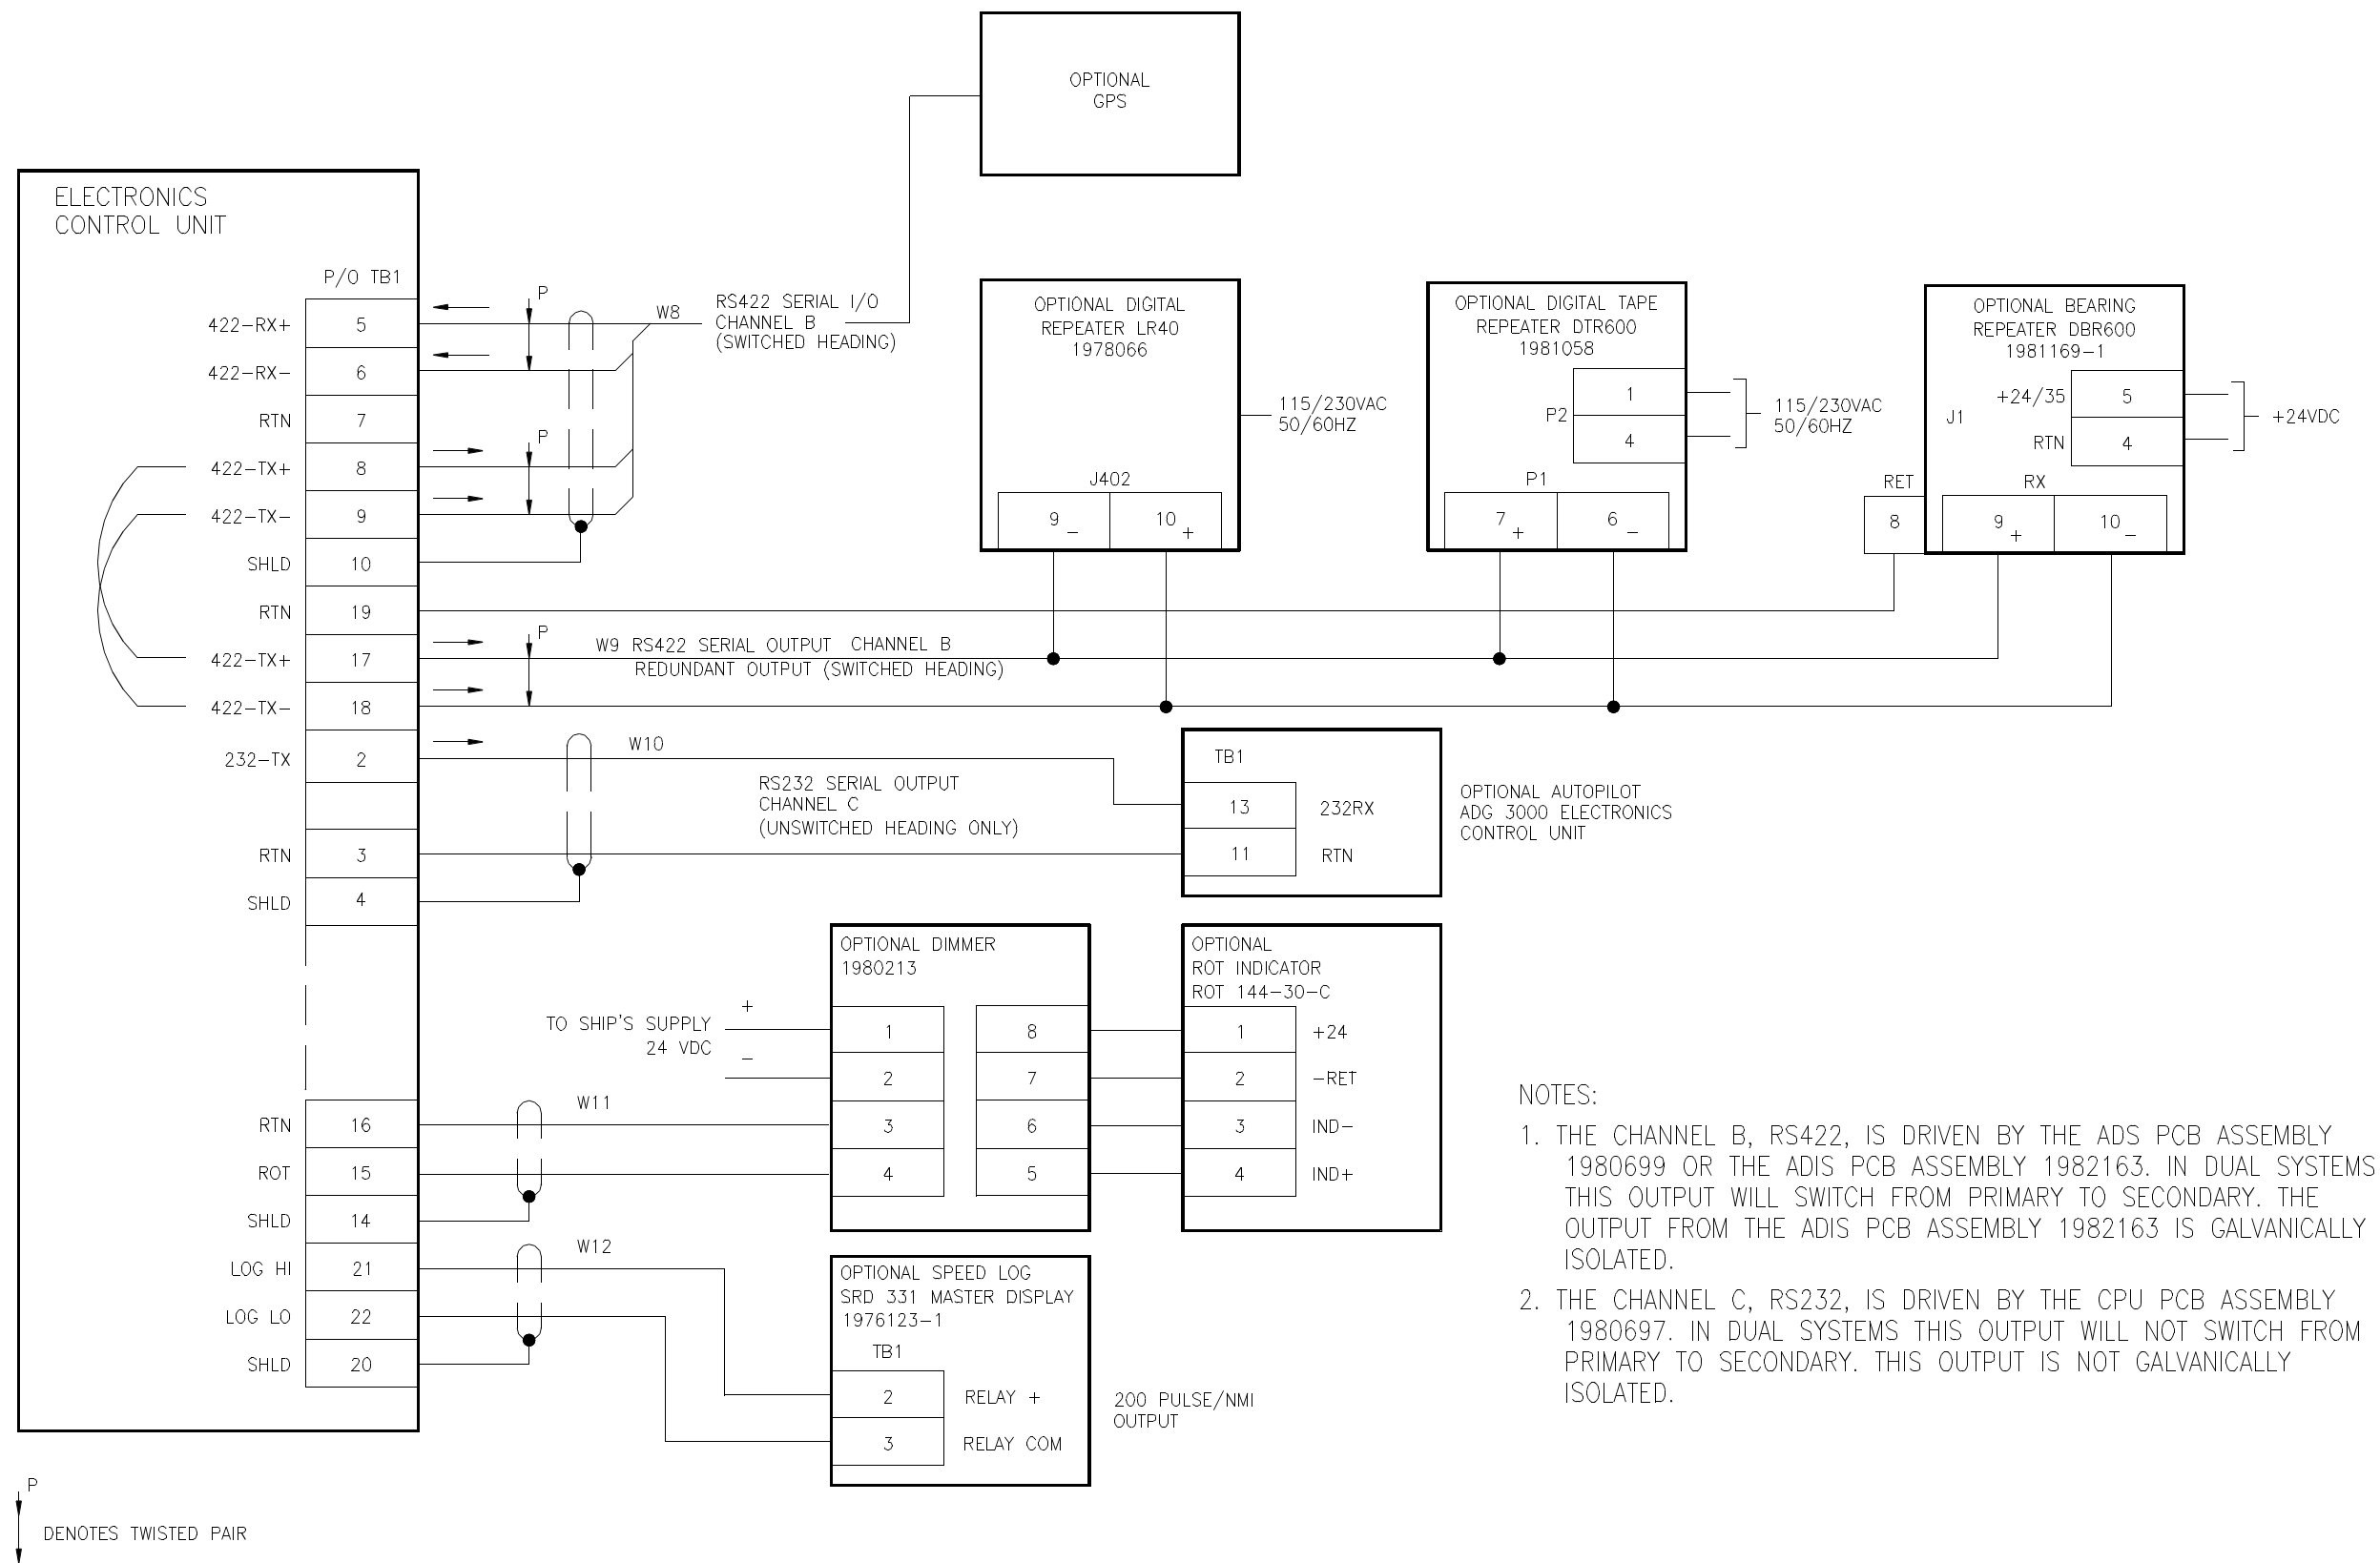 OPTIONAL
GPS
ELECTRONICS
CONTROL UNIT
P/O TB1
422-RX+ 5
422-RX- 6
RTN 7
422-TX+ 8
422-TX- 9
SHLD 10
RTN 19
422-TX+ 17
422-TX- 18
232-TX 2
RTN 3
SHLD 4
RTN 16
ROT 15
SHLD 14
LOG HI 21
LOG LO 22
SHLD 20
P
P
P
W8
RS422 SERIAL I/O
CHANNEL B
(SWITCHED HEADING)
OPTIONAL DIGITAL
REPEATER LR40
1978066
J402
9 - 10 +
115/230VAC
50/60HZ
OPTIONAL DIGITAL TAPE
REPEATER DTR600
1981058
P2
1
4
P1
7 + 6 -
115/230VAC
50/60HZ
OPTIONAL BEARING
REPEATER DBR600
1981169-1
J1
+24/35 5
RTN 4
RET
8
RX
9 + 10 -
+24VDC
W9 RS422 SERIAL OUTPUT CHANNEL B
REDUNDANT OUTPUT (SWITCHED HEADING)
W10
RS232 SERIAL OUTPUT
CHANNEL C
(UNSWITCHED HEADING ONLY)
TB1
13 232RX
11 RTN
OPTIONAL AUTOPILOT
ADG 3000 ELECTRONICS
CONTROL UNIT
TO SHIP'S SUPPLY
24 VDC
+
-
W11
OPTIONAL DIMMER
1980213
1 8
2 7
3 6
4 5
OPTIONAL
ROT INDICATOR
ROT 144-30-C
1 +24
2 -RET
3 IND-
4 IND+
W12
OPTIONAL SPEED LOG
SRD 331 MASTER DISPLAY
1976123-1
TB1
2 RELAY +
3 RELAY COM
200 PULSE/NMI
OUTPUT
NOTES:
1. THE CHANNEL B, RS422, IS DRIVEN BY THE ADS PCB ASSEMBLY
1980699 OR THE ADIS PCB ASSEMBLY 1982163. IN DUAL SYSTEMS
THIS OUTPUT WILL SWITCH FROM PRIMARY TO SECONDARY. THE
OUTPUT FROM THE ADIS PCB ASSEMBLY 1982163 IS GALVANICALLY
ISOLATED.
2. THE CHANNEL C, RS232, IS DRIVEN BY THE CPU PCB ASSEMBLY
1980697. IN DUAL SYSTEMS THIS OUTPUT WILL NOT SWITCH FROM
PRIMARY TO SECONDARY. THIS OUTPUT IS NOT GALVANICALLY
ISOLATED.
P
DENOTES TWISTED PAIR